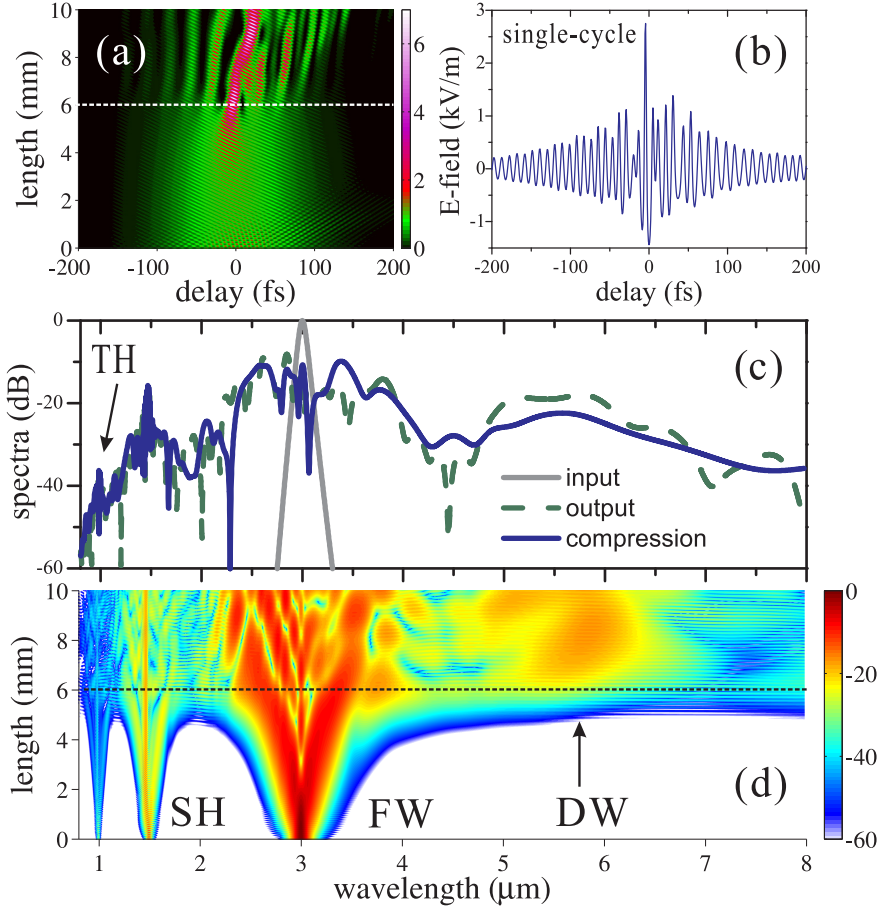 (a)
length (mm)
10
8
6
4
2
0
-200
-100
0
100
200
delay (fs)
6
4
2
0
single-cycle
(b)
E-field (kV/m)
3
2
1
0
-1
-200
-100
0
100
200
delay (fs)
(c)
TH
spectra (dB)
0
-20
-40
-60
input
output
compression
(d)
length (mm)
10
8
6
4
2
0
SH
FW
DW
1
2
3
4
5
6
7
8
wavelength (μm)
0
-20
-40
-60